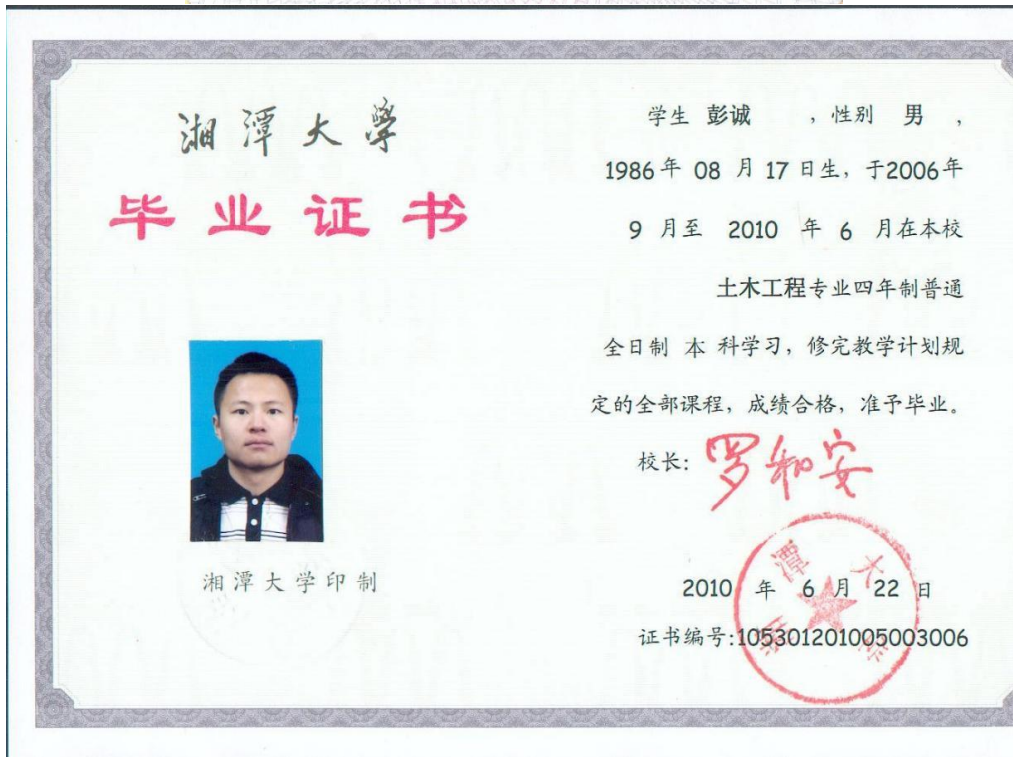 湘潭大學
毕业证书
湘潭大学印制
学生 彭诚 ，性别 男 ，
1986年 08 月 17 日生，于2006年
9 月至 2010 年 6 月在本校
土木工程专业四年制普通
全日制 本 科学习，修完教学计划规
定的全部课程，成绩合格，准予毕业。
校长：罗和安
2010 年 6 月 22 日
证书编号:105301201005003006
湘潭大学